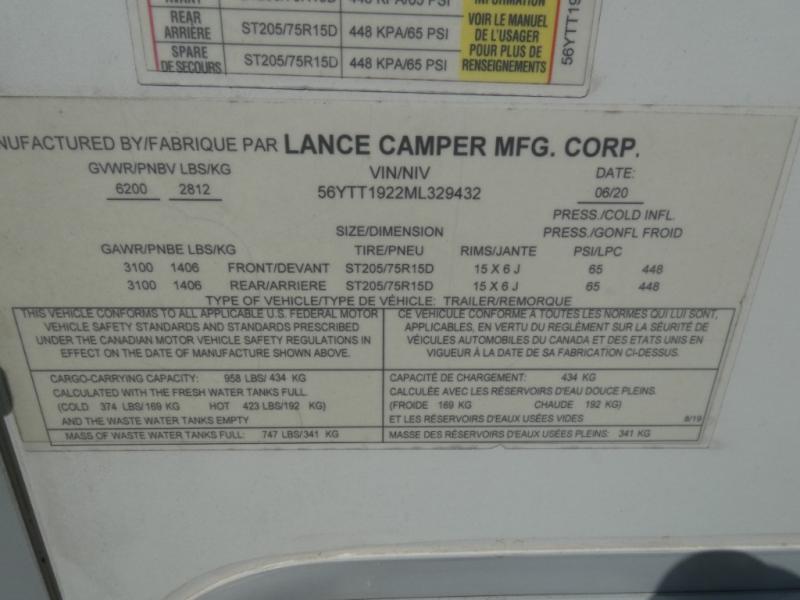 REAR ARRIÈRE ST205/75R15D 448 KPA/65 PSI
SPARE DE SECOURS ST205/75R15D 448 KPA/65 PSI
INFORMATION
VOIR LE MANUEL
DE L'USAGER
POUR PLUS DE
RENSEIGNEMENTS
56YTT19
NUFACTURED BY/FABRIQUE PAR LANCE CAMPER MFG. CORP.
GVWR/PNBV LBS/KG VIN/NIV DATE:
6200 2812 56YTT1922ML329432 06/20
PRESS./COLD INFL.
SIZE/DIMENSION PRESS./GONFL FROID
GAWR/PNBE LBS/KG TIRE/PNEU RIMS/JANTE PSI/LPC
3100 1406 FRONT/DEVANT ST205/75R15D 15 X 6 J 65 448
3100 1406 REAR/ARRIERE ST205/75R15D 15 X 6 J 65 448
TYPE OF VEHICLE/TYPE DE VÉHICLE: TRAILER/REMORQUE
THIS VEHICLE CONFORMS TO ALL APPLICABLE U.S. FEDERAL MOTOR
VEHICLE SAFETY STANDARDS AND STANDARDS PRESCRIBED
UNDER THE CANADIAN MOTOR VEHICLE SAFETY REGULATIONS IN
EFFECT ON THE DATE OF MANUFACTURE SHOWN ABOVE.
CE VÉHICULE CONFORME A TOUTES LES NORMES QUI LUI SONT,
APPLICABLES, EN VERTU DU REGLÈMENT SUR LA SÉURITÉ DE
VÉICULES AUTOMOBILES DU CANADA ET DES ETATS UNIS EN
VIGUEUR À LA DATE DE SA FABRICATION CI-DESSUS.
CARGO-CARRYING CAPACITY: 958 LBS/ 434 KG
CALCULATED WITH THE FRESH WATER TANKS FULL.
(COLD 374 LBS/169 KG HOT 423 LBS/192 KG)
AND THE WASTE WATER TANKS EMPTY
MASS OF WASTE WATER TANKS FULL: 747 LBS/341 KG
CAPACITÉ DE CHARGEMENT: 434 KG
CALCULÉE AVEC LES RÉSERVOIRS D'EAU DOUCE PLEINS.
(FROIDE 169 KG CHAUDE 192 KG)
ET LES RÉSERVOIRS D'EAUX USÉES VIDES 8/19
MASSE DES RÉSERVOIRS D'EAUX USÉES PLEINS: 341 KG